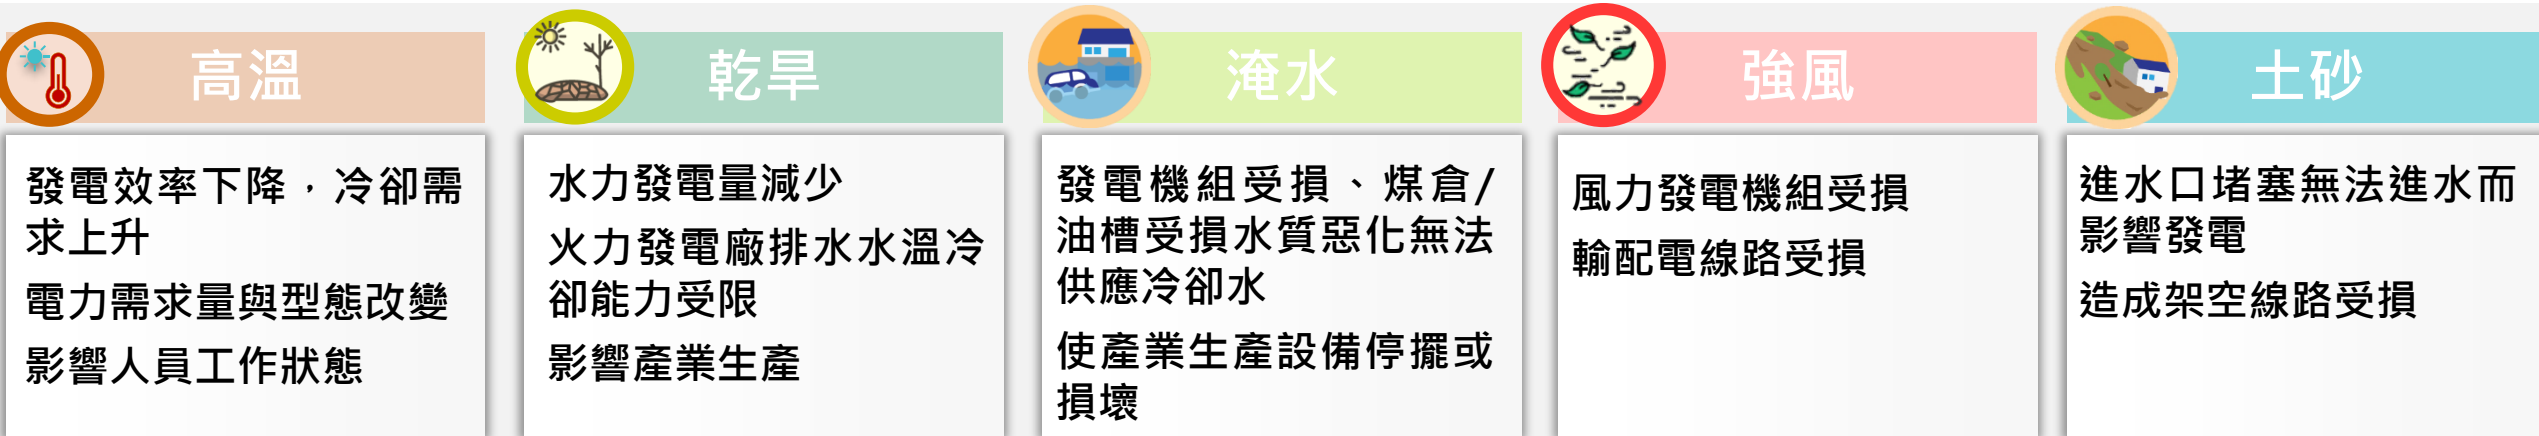 高溫
發電效率下降，冷卻需
求上升
電力需求量與型態改變
影響人員工作狀態
乾旱
水力發電量減少
火力發電廠排水水溫冷
卻能力受限
影響產業生產
淹水
發電機組受損、煤倉/
油槽受損水質惡化無法
供應冷卻水
使產業生產設備停擺或
損壞
強風
風力發電機組受損
輸配電線路受損
土砂
進水口堵塞無法進水而
影響發電
造成架空線路受損